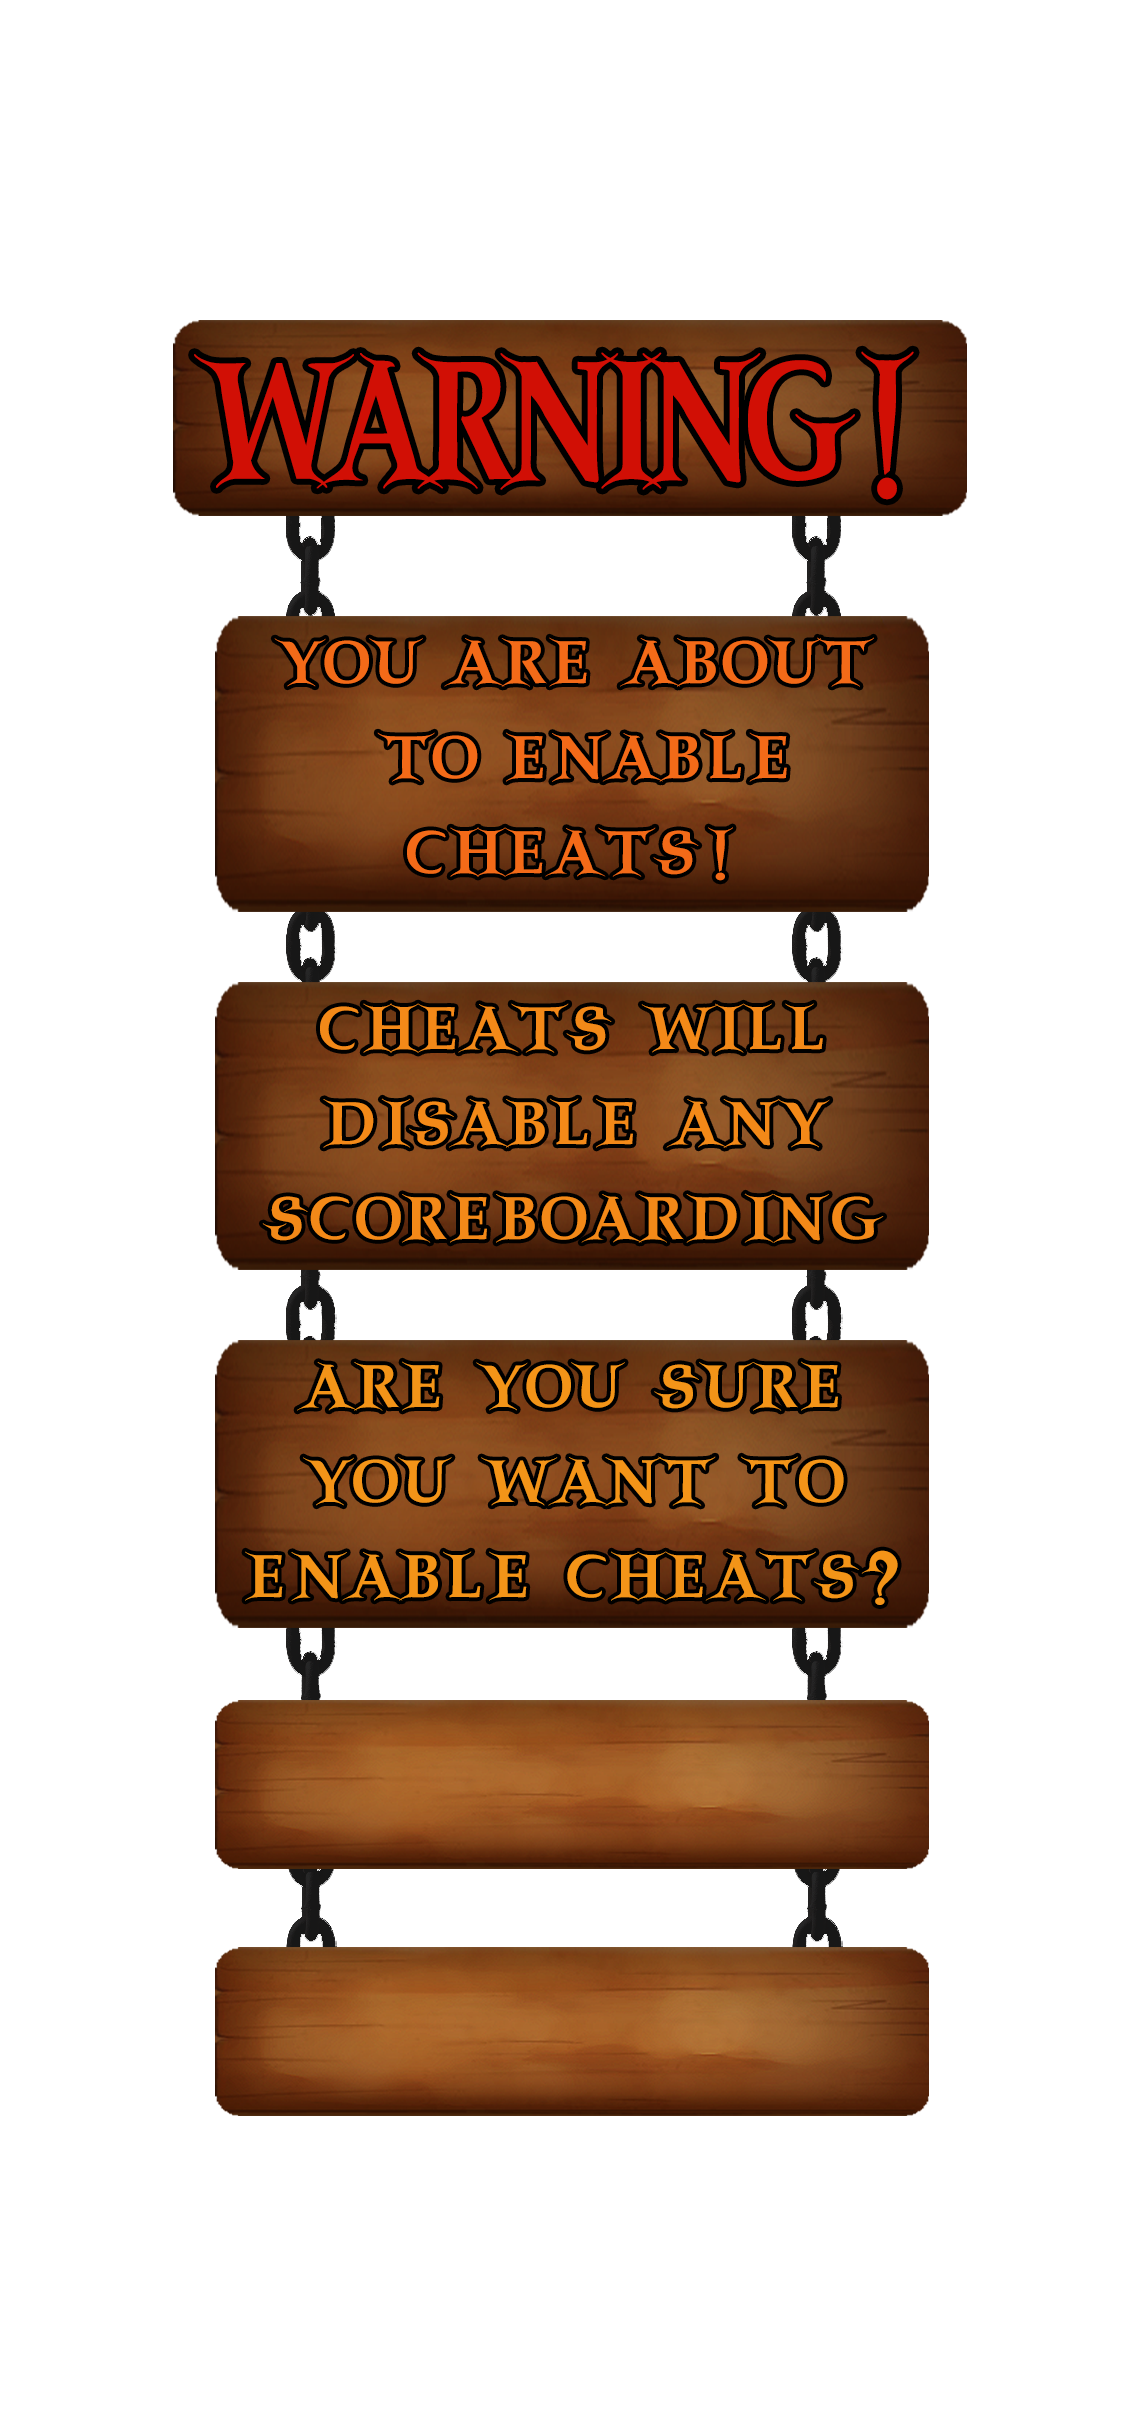 WARNING!
YOU ARE ABOUT
TO ENABLE
CHEATS!
CHEATS WILL
DISABLE ANY
SCOREBOARDING
ARE YOU SURE
YOU WANT TO
ENABLE CHEATS?